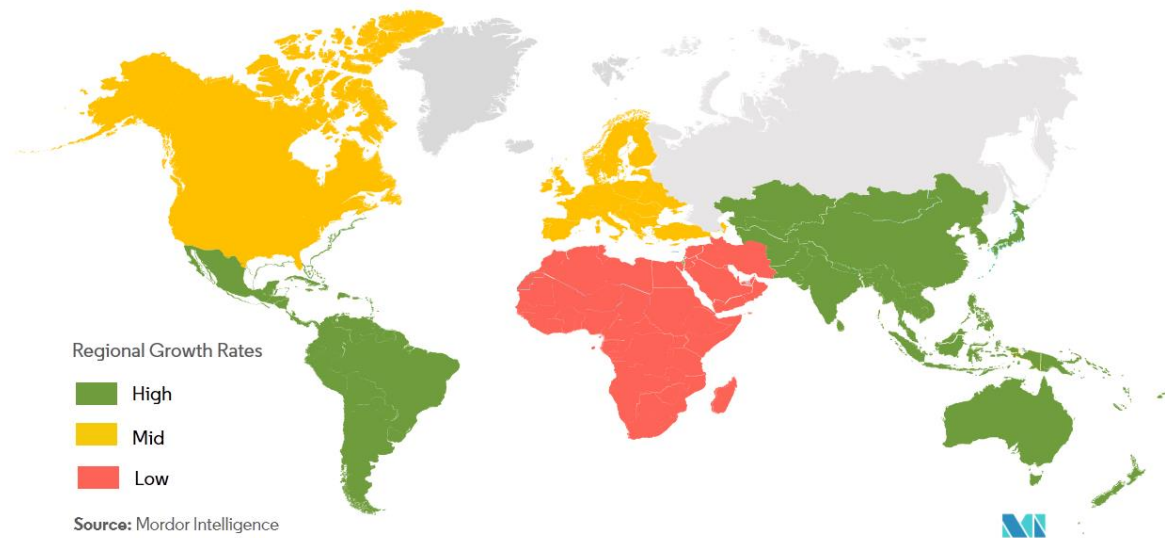 Regional Growth Rates
High
Mid
Low
Source: Mordor Intelligence